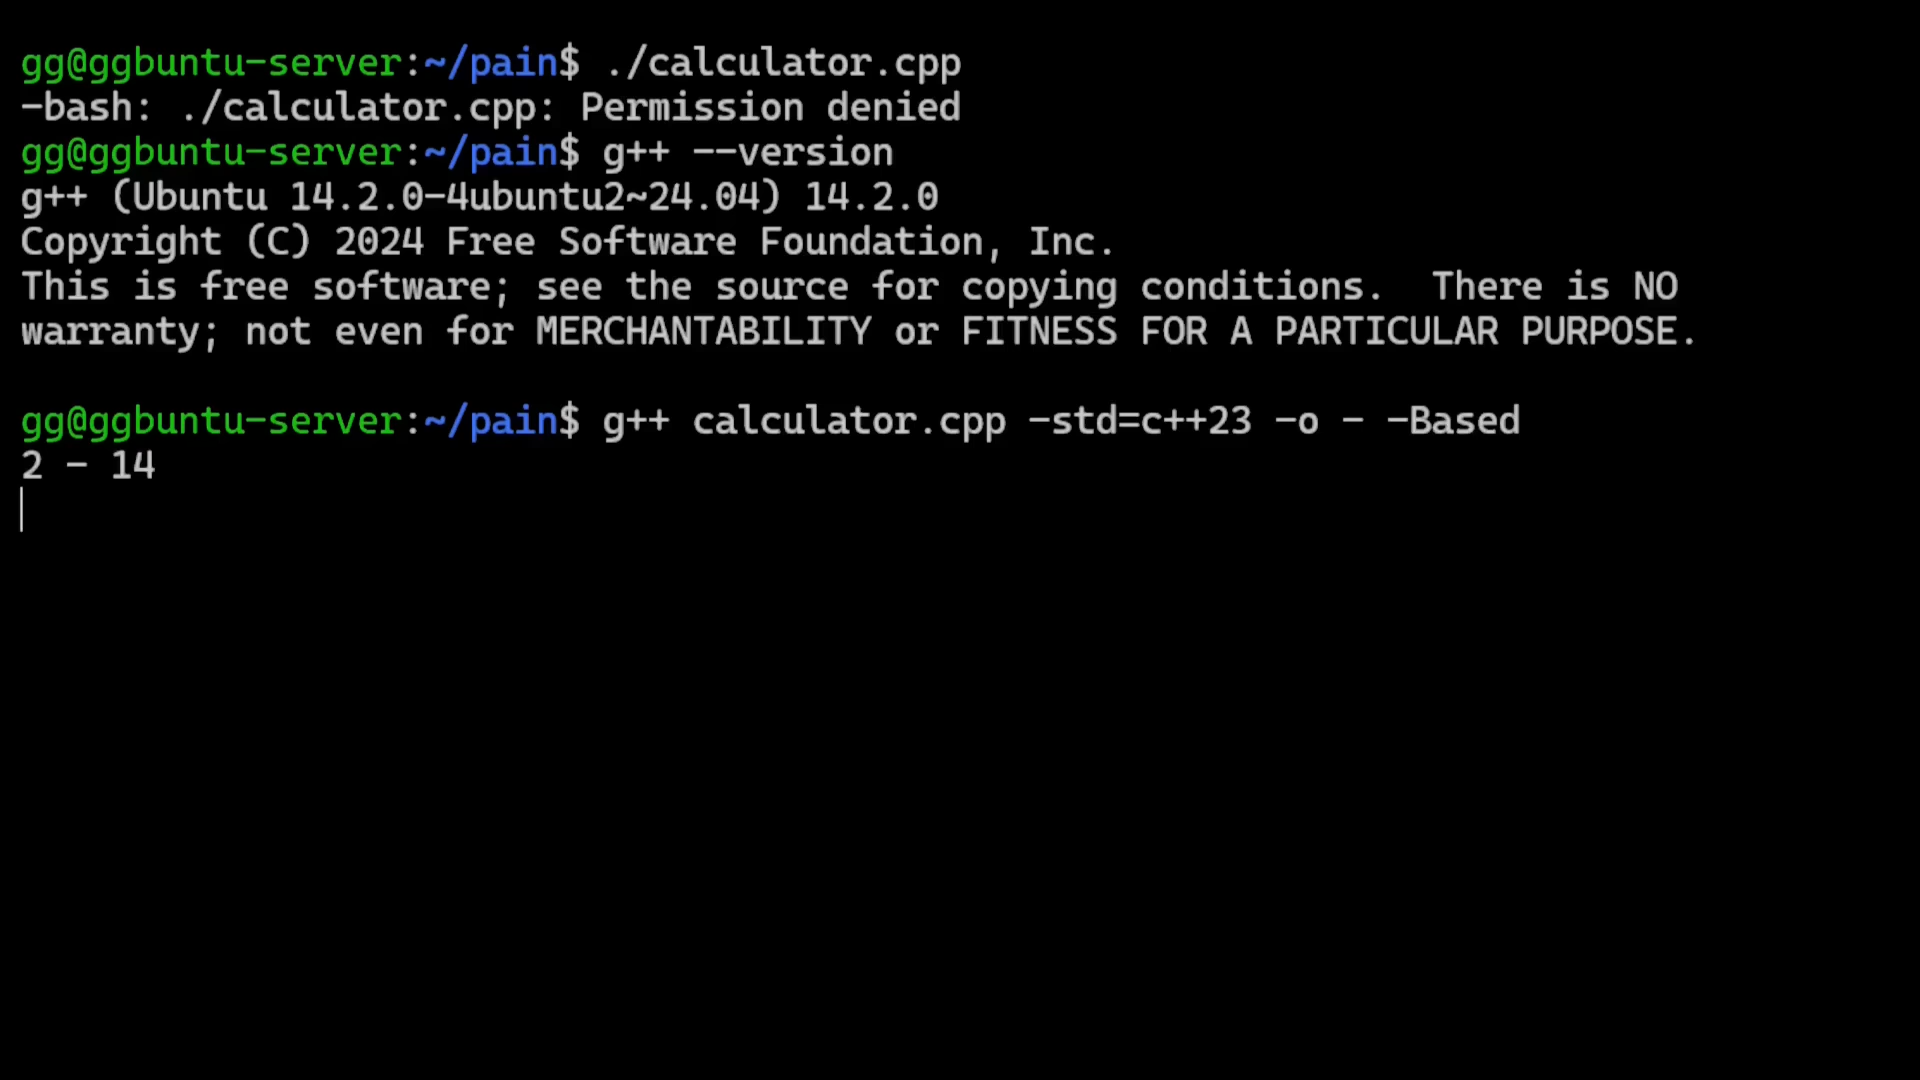 gg@ggbuntu-server:~/pain$ ./calculator.cpp
-bash: ./calculator.cpp: Permission denied
gg@ggbuntu-server:~/pain$ g++ --version
g++ (Ubuntu 14.2.0-4ubuntu2~24.04) 14.2.0
Copyright (C) 2024 Free Software Foundation, Inc.
This is free software; see the source for copying conditions.  There is NO
warranty; not even for MERCHANTABILITY or FITNESS FOR A PARTICULAR PURPOSE.
gg@ggbuntu-server:~/pain$ g++ calculator.cpp -std=c++23 -o - -Based
2 - 14